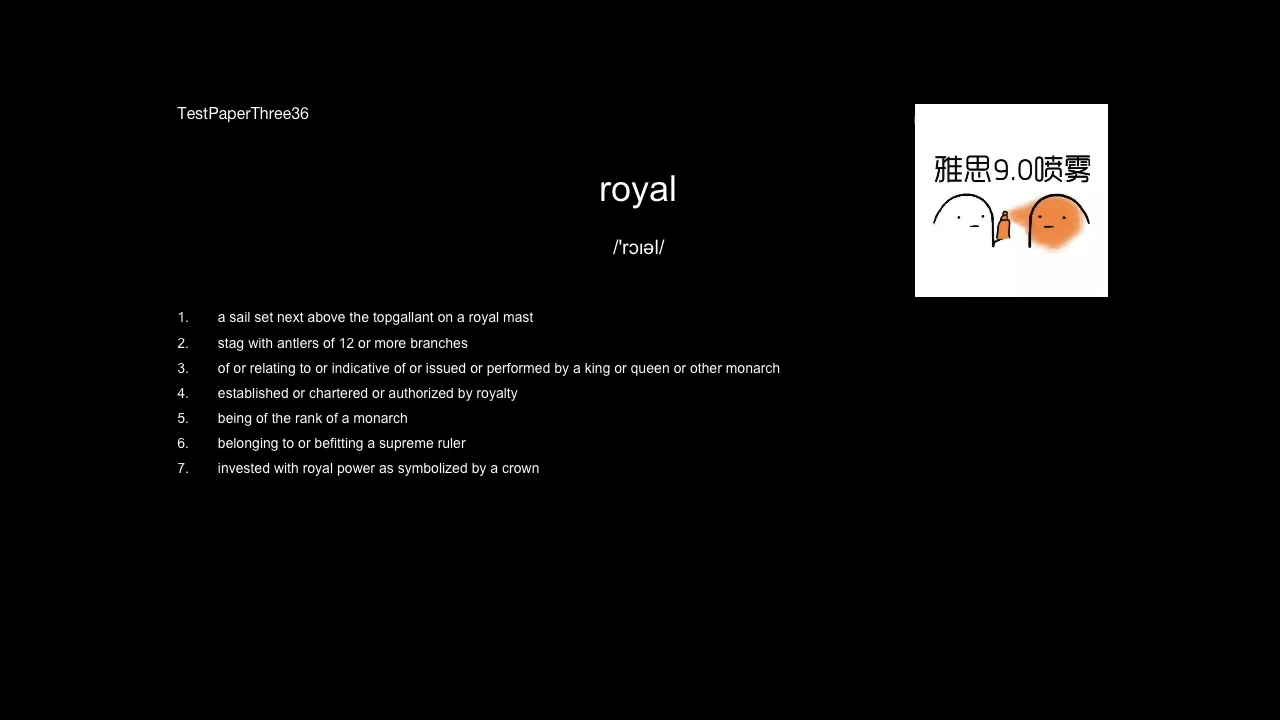 TestPaperThree36
雅思9.0喷雾
royal
/'rɔɪəl/
1. a sail set next above the topgallant on a royal mast
2. stag with antlers of 12 or more branches
3. of or relating to or indicative of or issued or performed by a king or queen or other monarch
4. established or chartered or authorized by royalty
5. being of the rank of a monarch
6. belonging to or befitting a supreme ruler
7. invested with royal power as symbolized by a crown